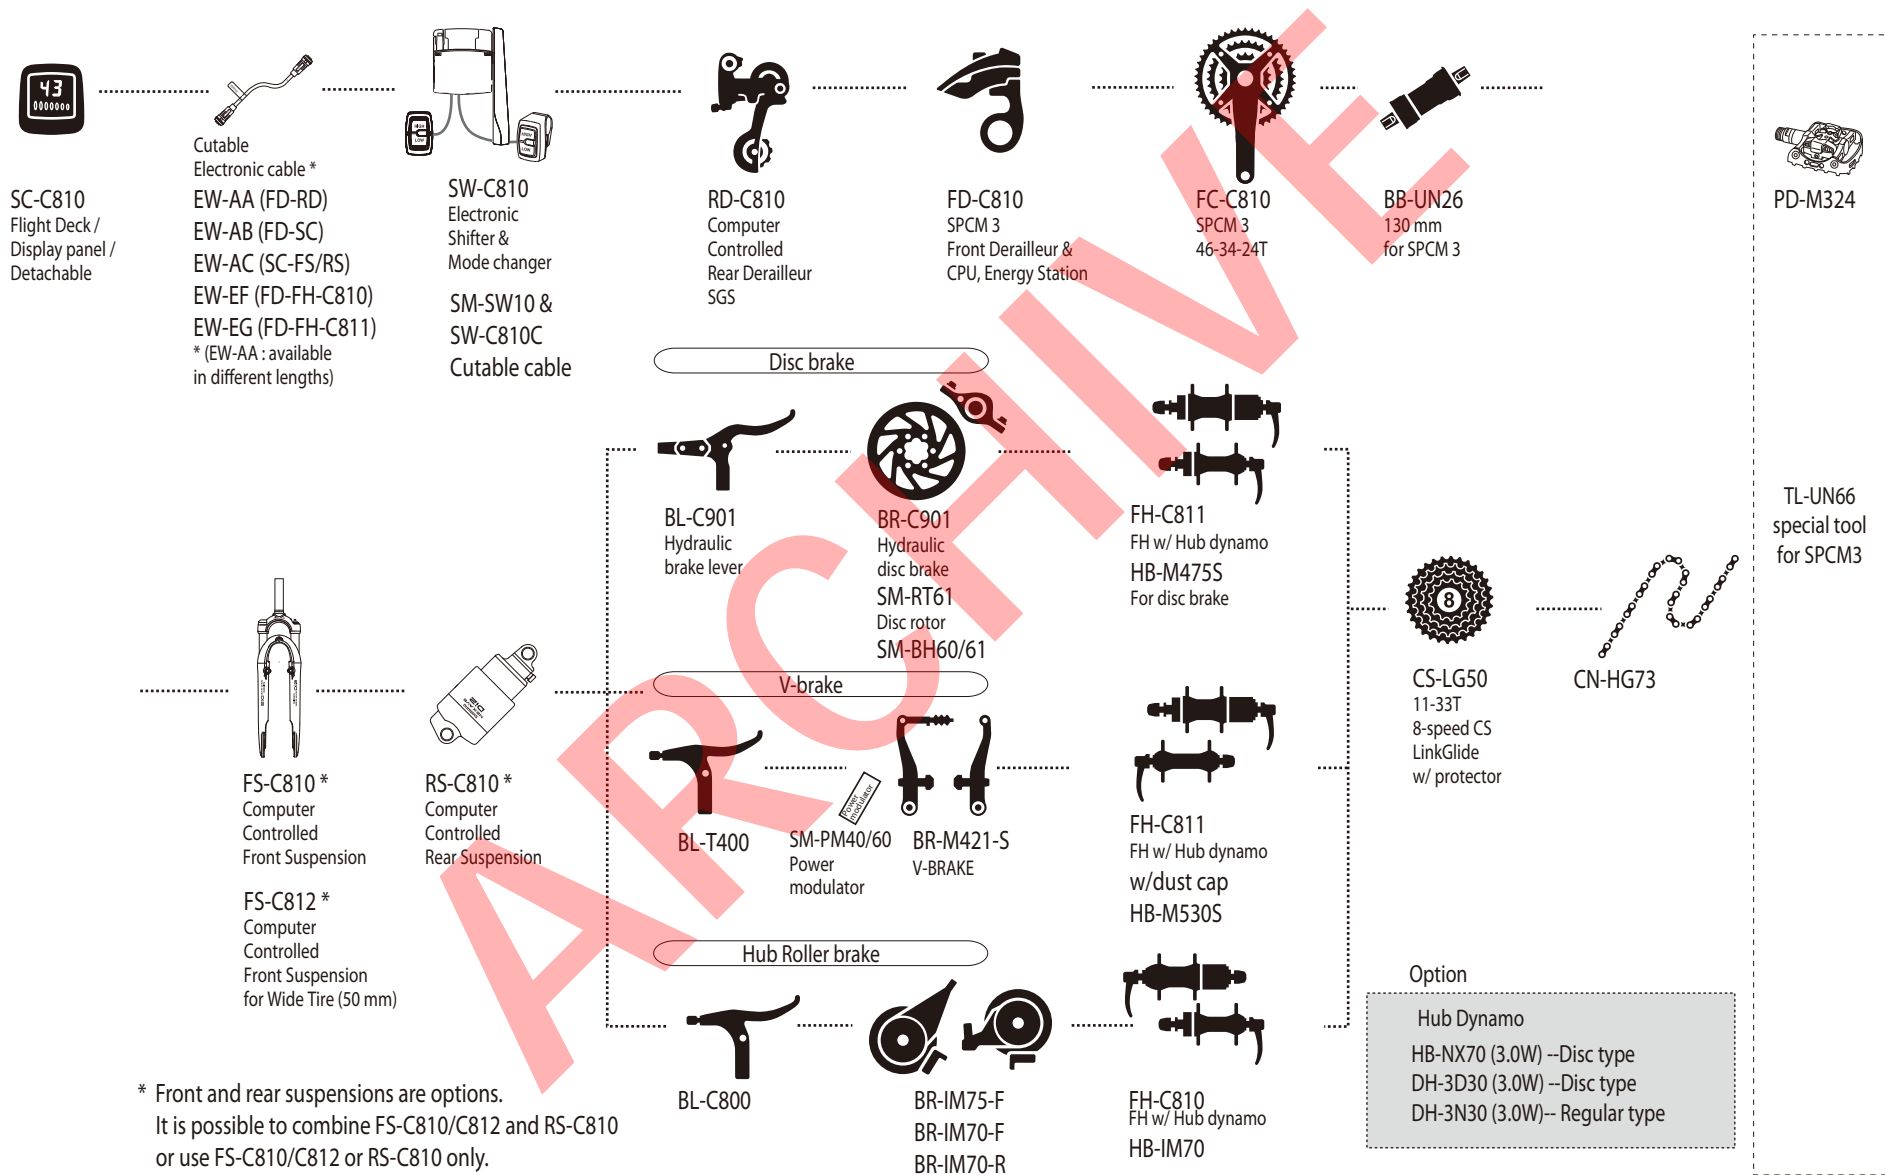 43
0000000
SC-C810
Flight Deck /
Display panel /
Detachable
Cutable
Electronic cable *
EW-AA (FD-RD)
EW-AB (FD-SC)
EW-AC (SC-FS/RS)
EW-EF (FD-FH-C810)
EW-EG (FD-FH-C811)
* (EW-AA : available
in different lengths)
HIGH
LOW
HIGH
LOW
SW-C810
Electronic
Shifter &
Mode changer
SM-SW10 &
SW-C810C
Cutable cable
RD-C810
Computer
Controlled
Rear Derailleur
SGS
FD-C810
SPCM 3
Front Derailleur &
CPU, Energy Station
FC-C810
SPCM 3
46-34-24T
BB-UN26
130 mm
for SPCM 3
PD-M324
TL-UN66
special tool
for SPCM3
Disc brake
BL-C901
Hydraulic
brake lever
BR-C901
Hydraulic
disc brake
SM-RT61
Disc rotor
SM-BH60/61
FH-C811
FH w/ Hub dynamo
HB-M475S
For disc brake
FS-C810 *
Computer
Controlled
Front Suspension
FS-C812 *
Computer
Controlled
Front Suspension
for Wide Tire (50 mm)
RS-C810 *
Computer
Controlled
Rear Suspension
V-brake
BL-T400
Power
modulator
SM-PM40/60
Power
modulator
BR-M421-S
V-BRAKE
FH-C811
FH w/ Hub dynamo
w/dust cap
HB-M530S
8
CS-LG50
11-33T
8-speed CS
LinkGlide
w/ protector
CN-HG73
Hub Roller brake
BL-C800
BR-IM75-F
BR-IM70-F
BR-IM70-R
FH-C810
FH w/ Hub dynamo
HB-IM70
Option
Hub Dynamo
HB-NX70 (3.0W) --Disc type
DH-3D30 (3.0W) --Disc type
DH-3N30 (3.0W)-- Regular type
* Front and rear suspensions are options.
It is possible to combine FS-C810/C812 and RS-C810
or use FS-C810/C812 or RS-C810 only.
ARCHIVE